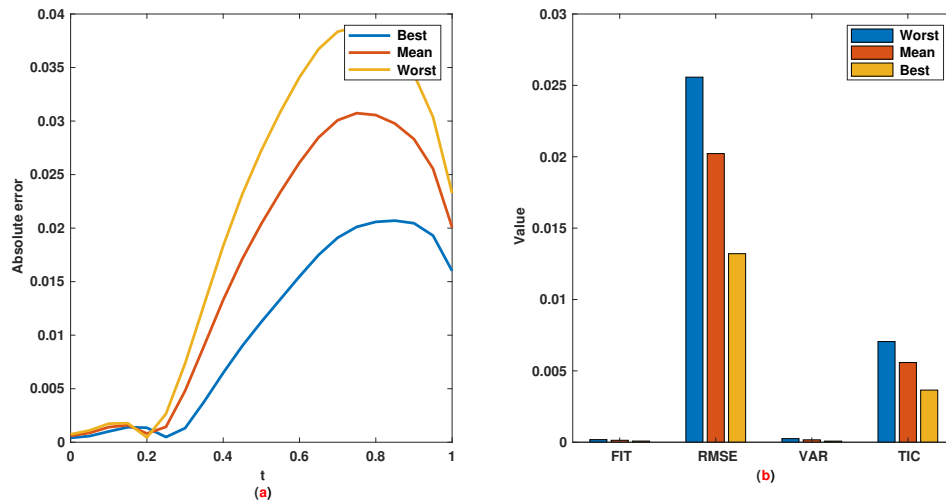 0.04
0.035
0.03
0.025
0.02
0.015
0.01
0.005
0
Absolute error
0 0.2 0.4 0.6 0.8 1
t
(a)
Best
Mean
Worst
0.03
0.025
0.02
0.015
0.01
0.005
0
Value
FIT RMSE VAR TIC
(b)
Worst
Mean
Best